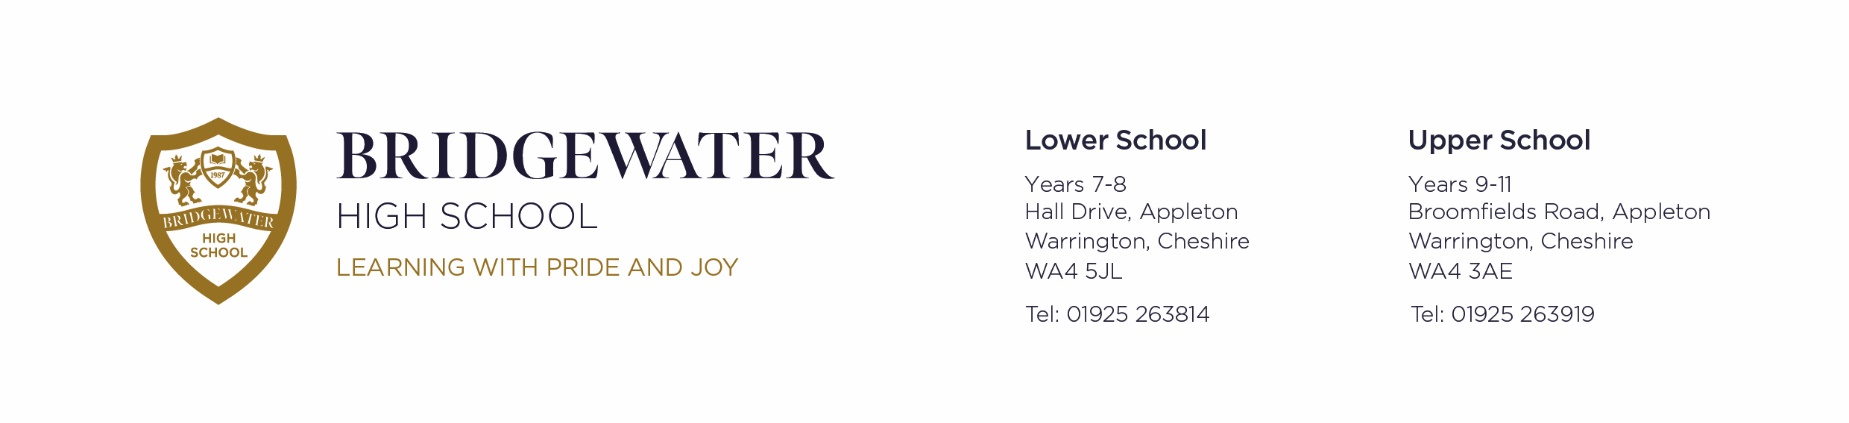 1987
BRIDGEWATER
HIGH
SCHOOL
BRIDGEWATER
HIGH SCHOOL
LEARNING WITH PRIDE AND JOY
Lower School
Years 7-8
Hall Drive, Appleton
Warrington, Cheshire
WA4 5JL
Tel: 01925 263814
Upper School
Years 9-11
Broomfields Road, Appleton
Warrington, Cheshire
WA4 3AE
Tel: 01925 263919